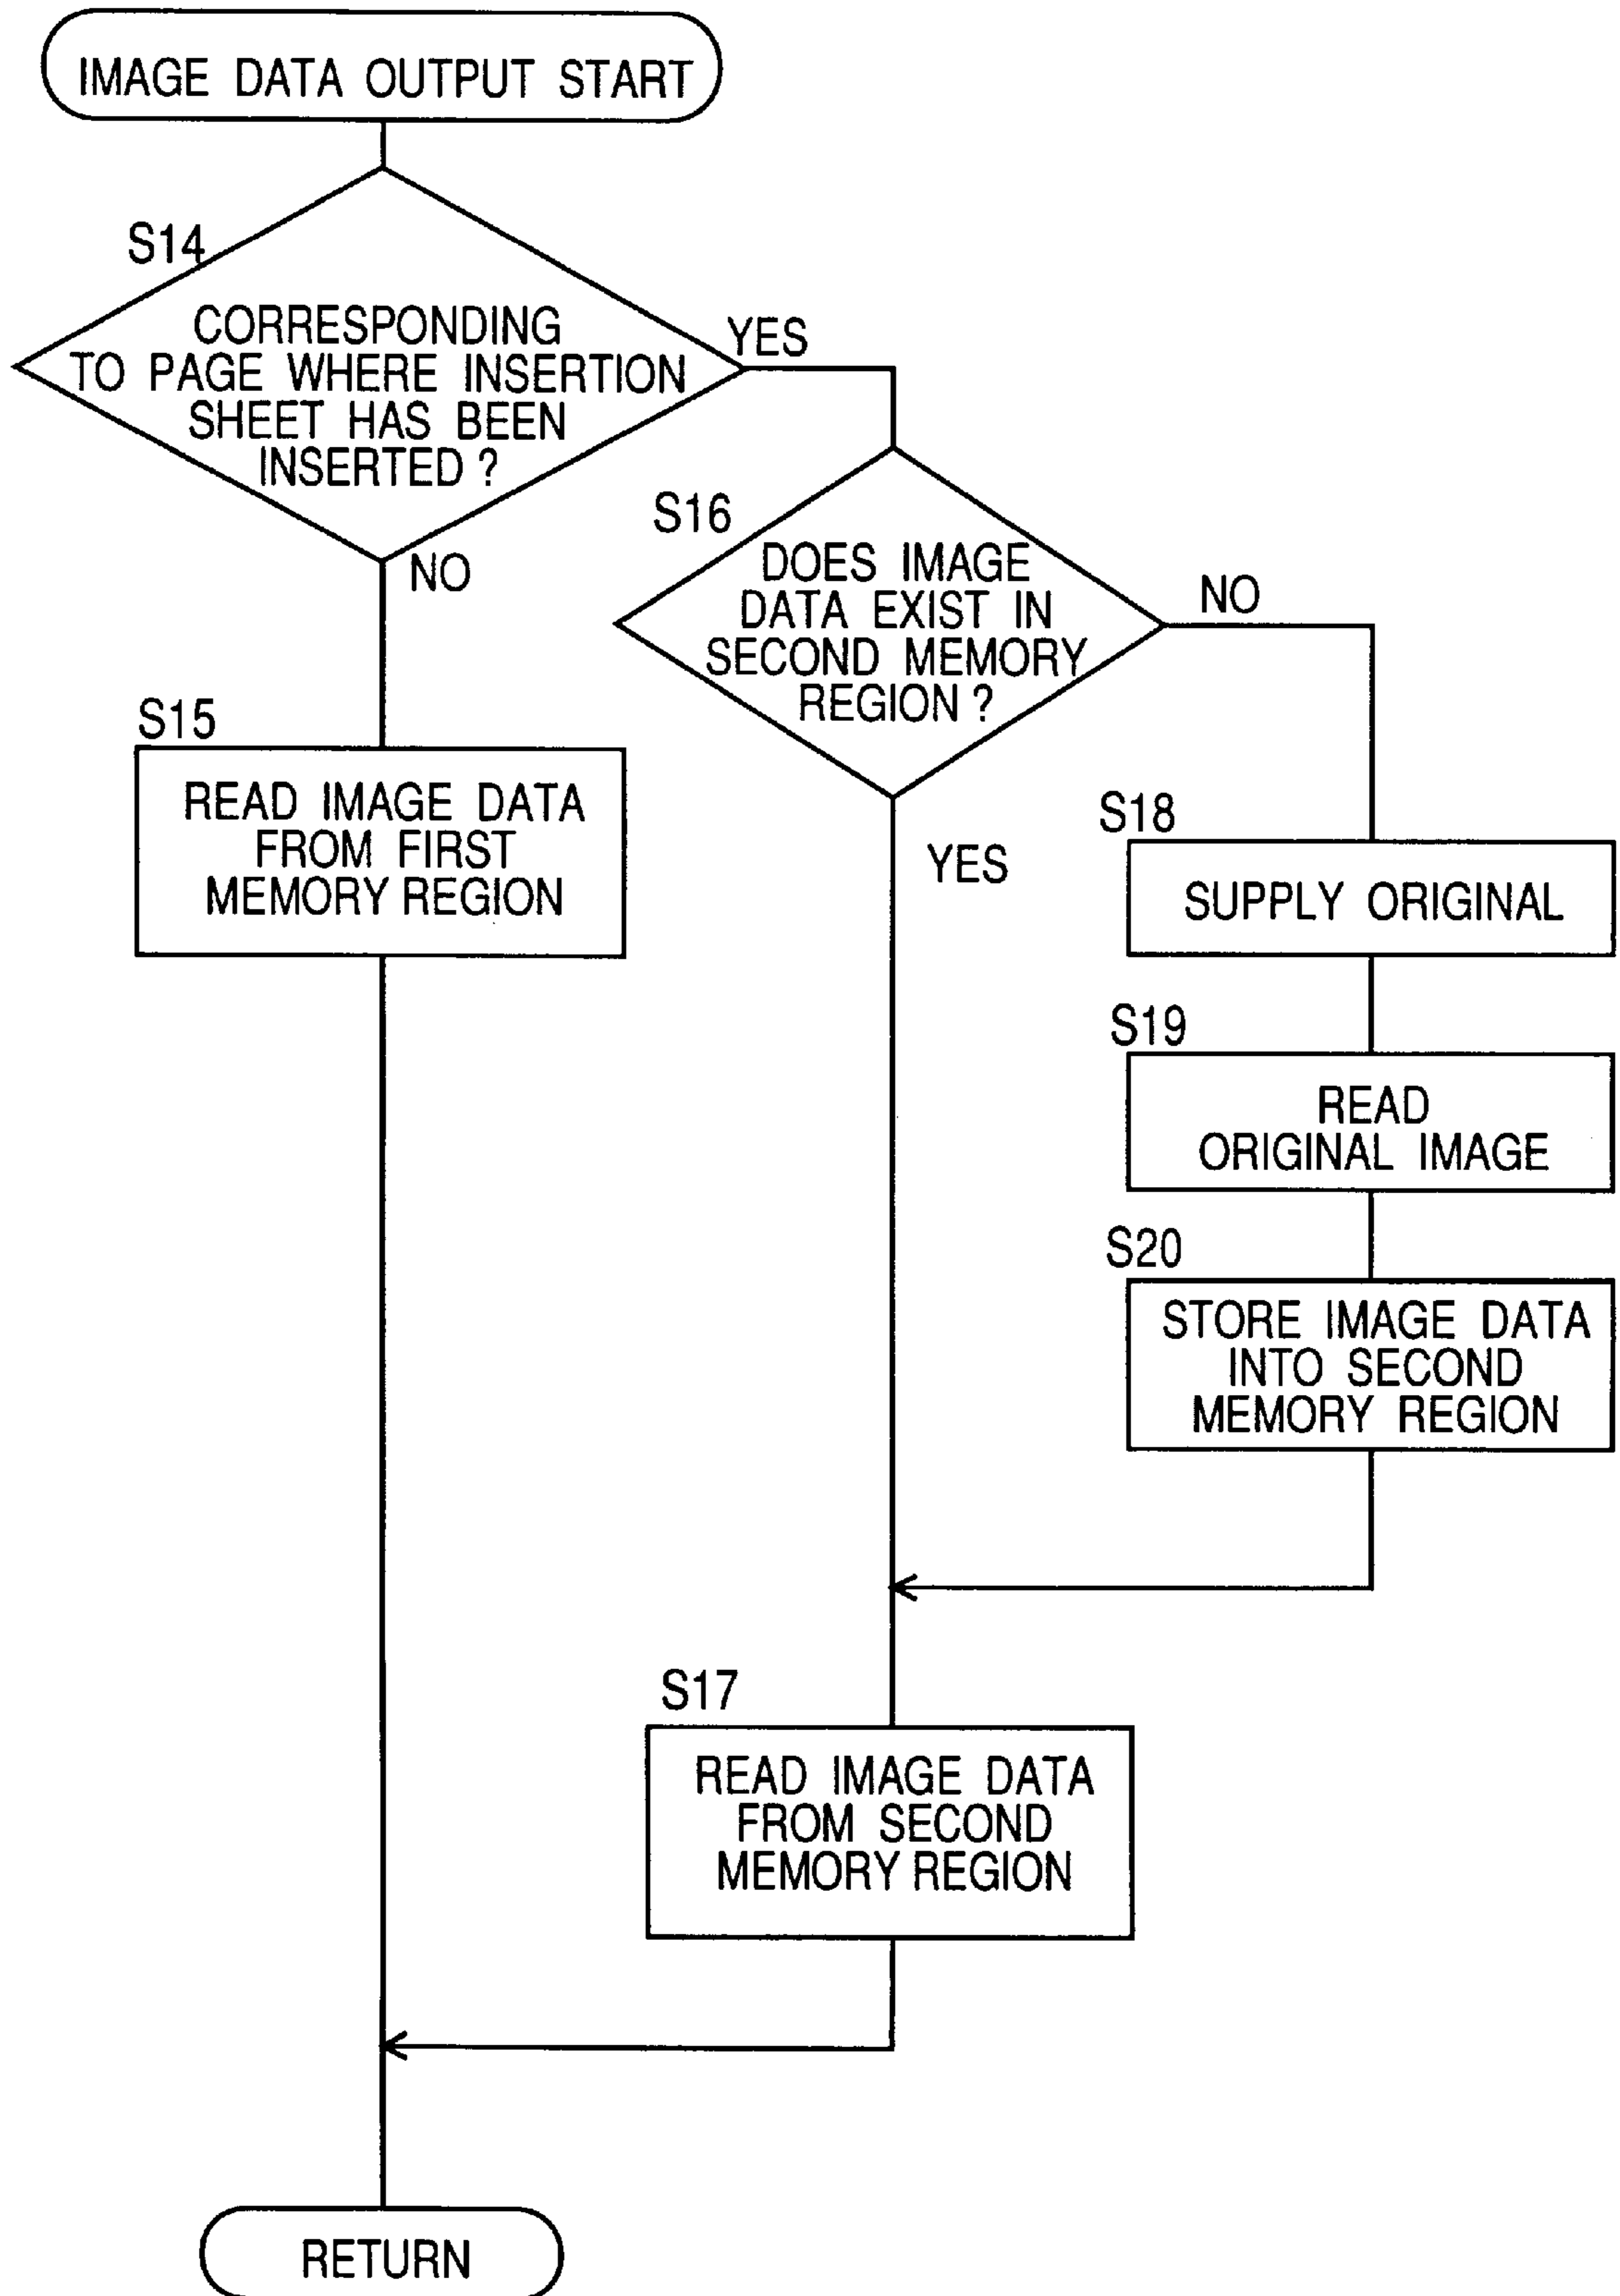 IMAGE DATA OUTPUT START
S14
CORRESPONDING
TO PAGE WHERE INSERTION
SHEET HAS BEEN
INSERTED ?
YES
NO
S16
DOES IMAGE
DATA EXIST IN
SECOND MEMORY
REGION ?
NO
YES
S15
READ IMAGE DATA
FROM FIRST
MEMORY REGION
S18
SUPPLY ORIGINAL
S19
READ
ORIGINAL IMAGE
S20
STORE IMAGE DATA
INTO SECOND
MEMORY REGION
S17
READ IMAGE DATA
FROM SECOND
MEMORY REGION
RETURN